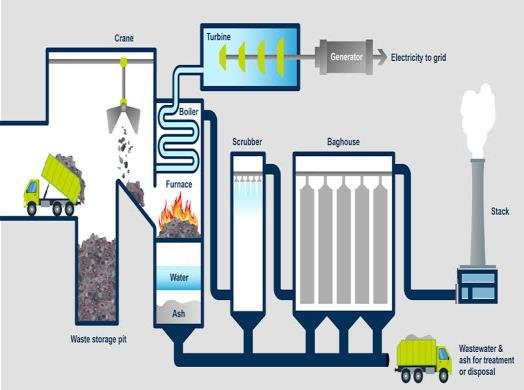 Crane
Turbine
Generator
Electricity to grid
Boiler
Scrubber
Baghouse
Furnace
Stack
Water
Ash
Waste storage pit
Wastewater &
ash for treatment
or disposal